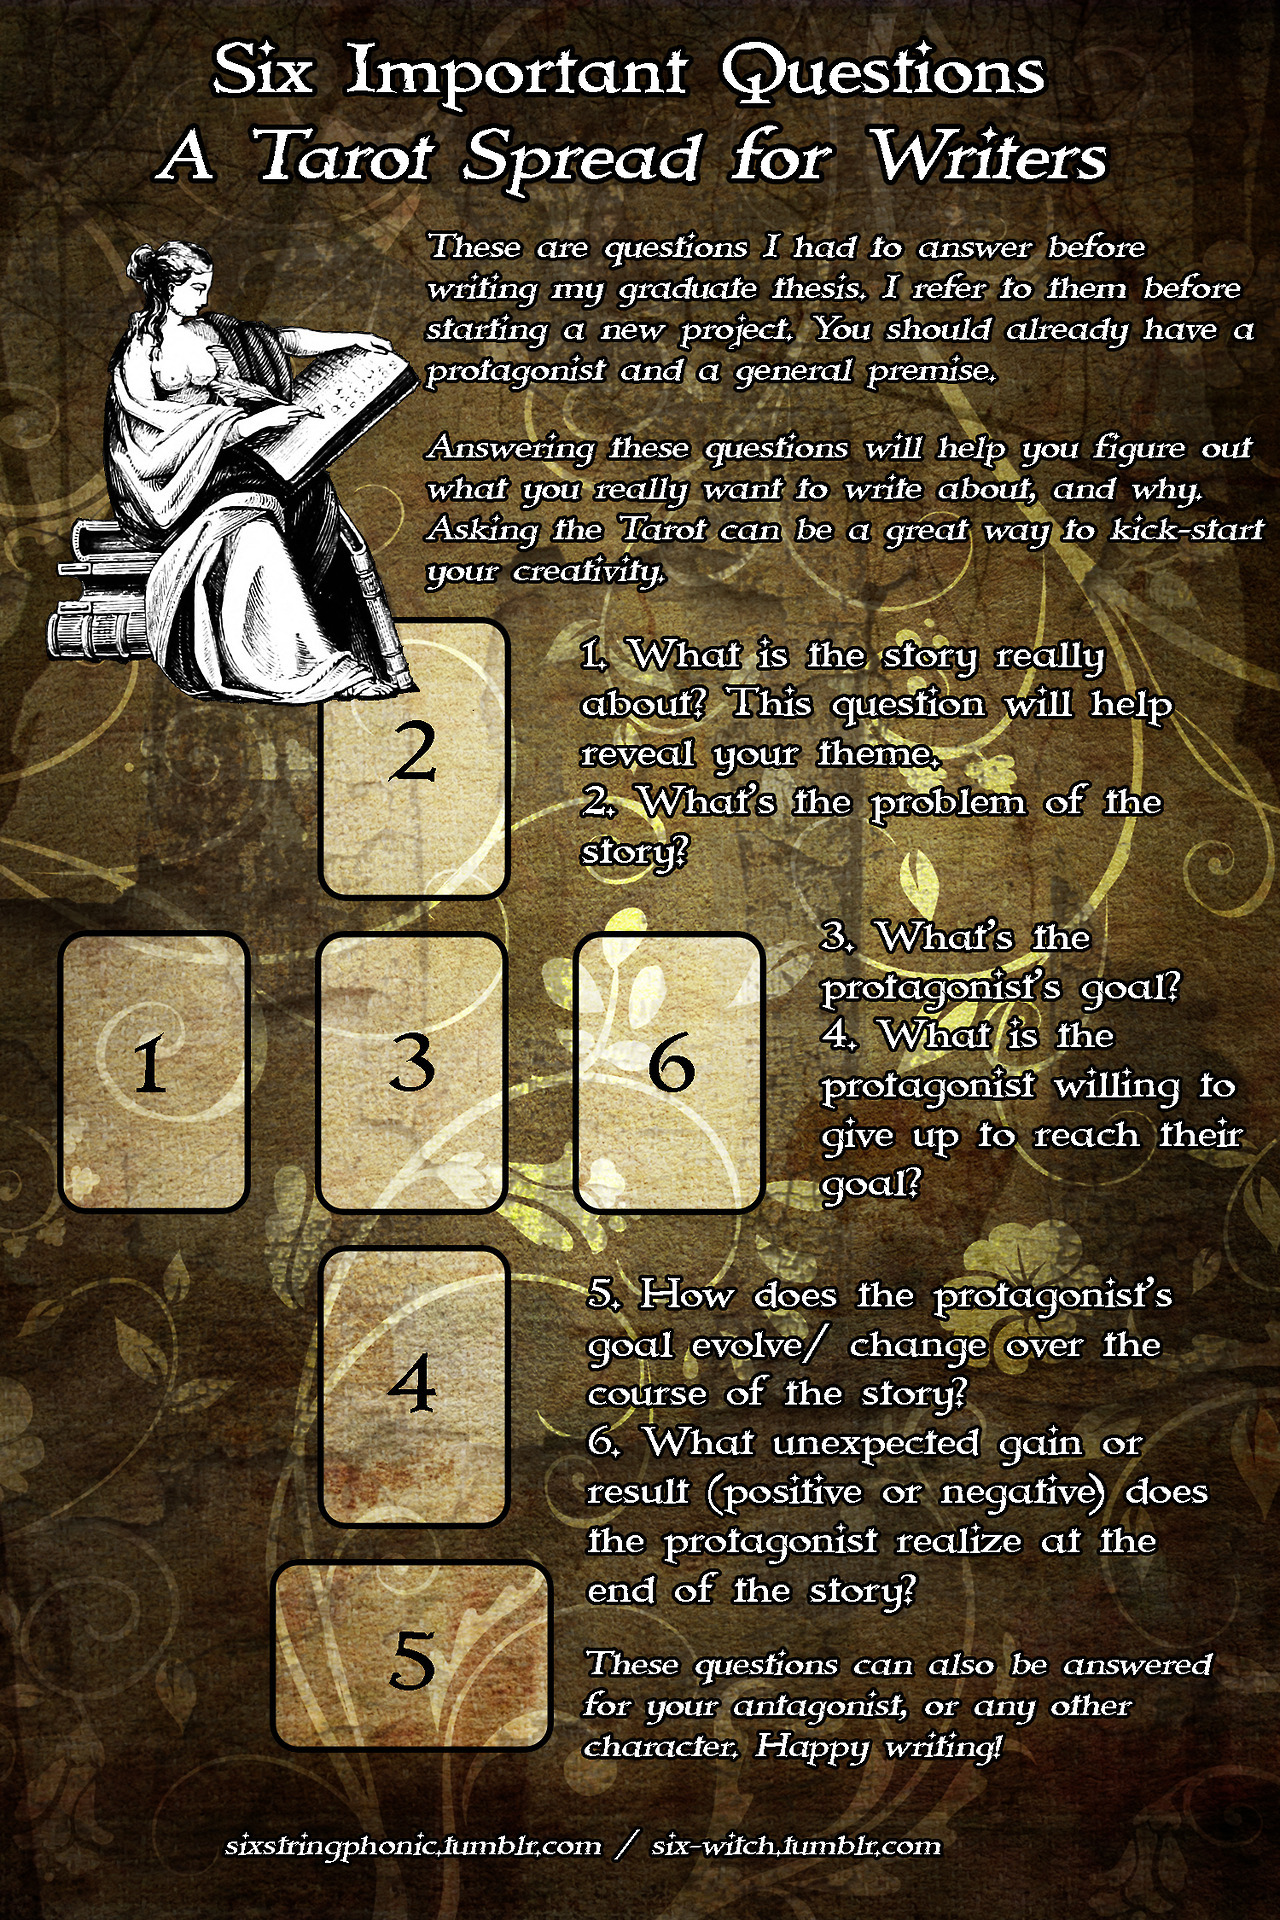 Six Important Questions
A Tarot Spread for Writers
These are questions I had to answer before
writing my graduate thesis. I refer to them before
starting a new project. You should already have a
protagonist and a general premise.
Answering these questions will help you figure out
what you really want to write about, and why.
Asking the Tarot can be a great way to kick-start
your creativity.
1. What is the story really
about? This question will help
reveal your theme.
2. What's the problem of the
story?
2
3. What's the
protagonist's goal?
4. What is the
protagonist willing to
give up to reach their
goal?
1
3
6
4
5. How does the protagonist's
goal evolve/ change over the
course of the story?
6. What unexpected gain or
result (positive or negative) does
the protagonist realize at the
end of the story?
5
These questions can also be answered
for your antagonist, or any other
character. Happy writing!
sixstringphonic.tumblr.com / six-witch.tumblr.com